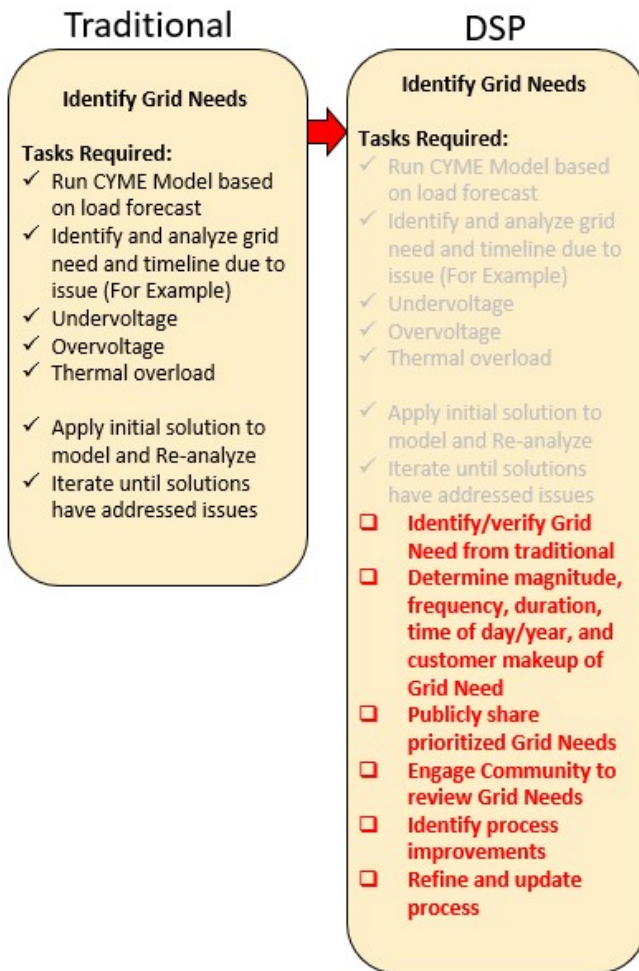 Traditional
Identify Grid Needs
Tasks Required:
✓ Run CYME Model based
on load forecast
✓ Identify and analyze grid
need and timeline due to
issue (For Example)
✓ Undervoltage
✓ Overvoltage
✓ Thermal overload
✓ Apply initial solution to
model and Re-analyze
✓ Iterate until solutions
have addressed issues
DSP
Identify Grid Needs
Tasks Required:
✓ Run CYME Model based
on load forecast
✓ Identify and analyze grid
need and timeline due to
issue (For Example)
✓ Undervoltage
✓ Overvoltage
✓ Thermal overload
✓ Apply initial solution to
model and Re-analyze
✓ Iterate until solutions
have addressed issues
❑ Identify/verify Grid
Need from traditional
❑ Determine magnitude,
frequency, duration,
time of day/year, and
customer makeup of
Grid Need
❑ Publicly share
prioritized Grid Needs
❑ Engage Community to
review Grid Needs
❑ Identify process
improvements
❑ Refine and update
process